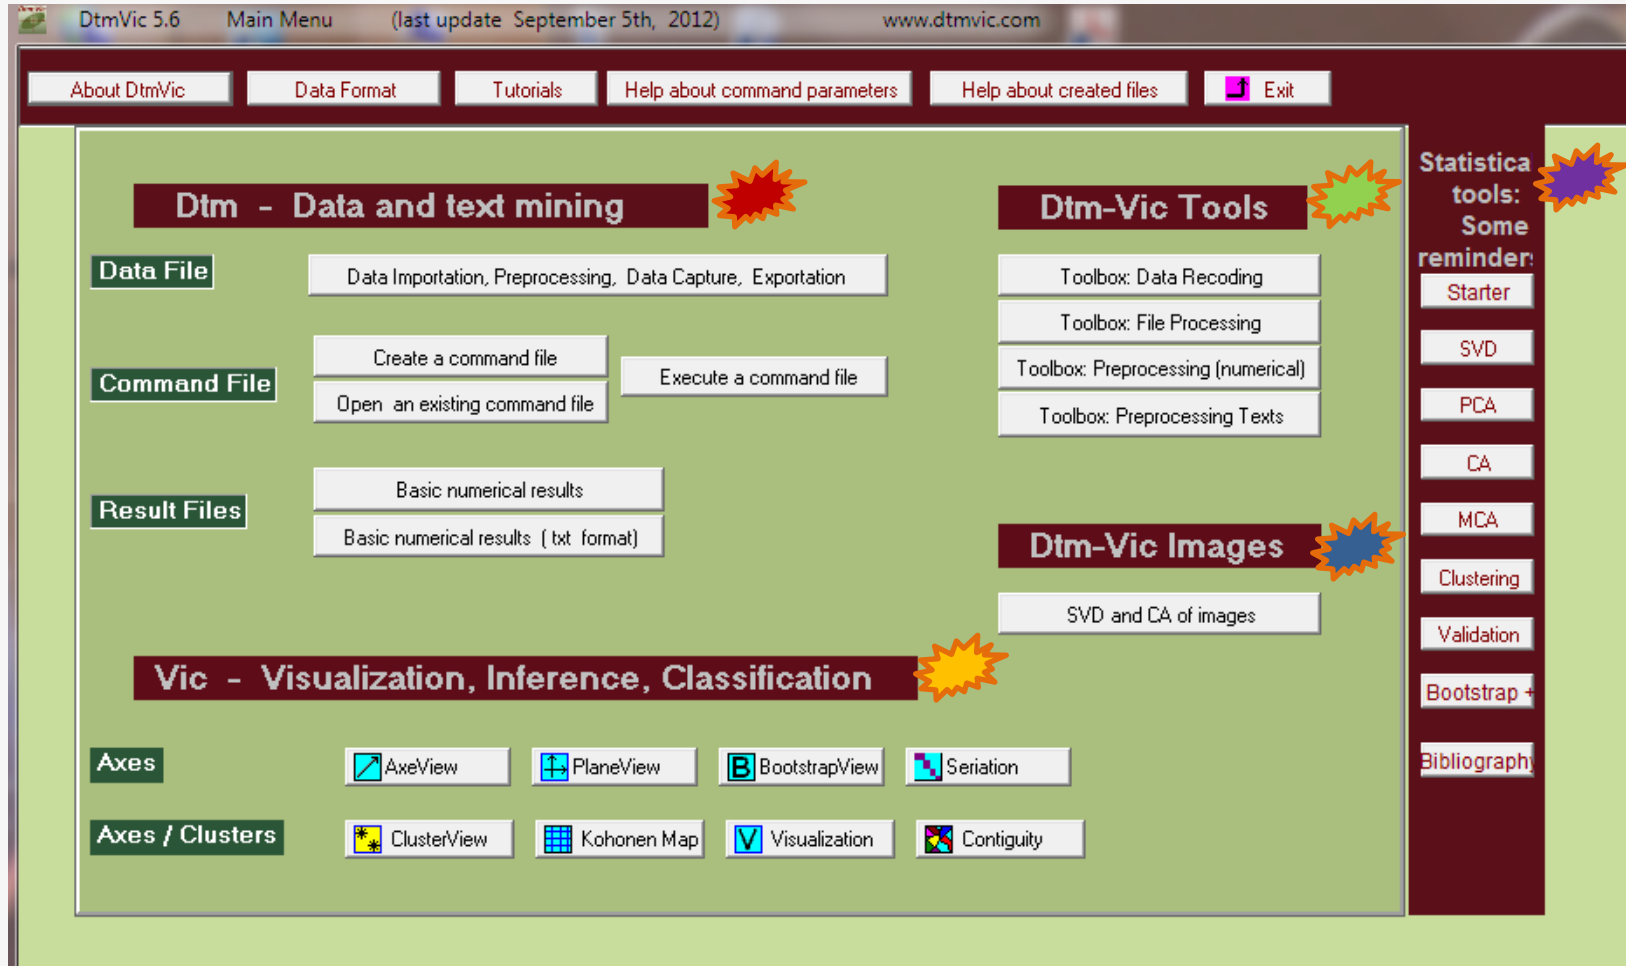 DtmVic 5.6 Main Menu (last update September 5th, 2012) www.dtmvic.com
About DtmVic Data Format Tutorials Help about command parameters Help about created files Exit
Dtm - Data and text mining
Data File
Data Importation, Preprocessing, Data Capture, Exportation
Command File
Create a command file
Open an existing command file
Execute a command file
Result Files
Basic numerical results
Basic numerical results ( txt format)
Dtm-Vic Tools
Toolbox: Data Recoding
Toolbox: File Processing
Toolbox: Preprocessing (numerical)
Toolbox: Preprocessing Texts
Dtm-Vic Images
SVD and CA of images
Vic - Visualization, Inference, Classification
Axes
AxeView PlaneView B BootstrapView Seriation
Axes / Clusters
ClusterView Kohonen Map V Visualization Contiguity
Statistica
tools:
Some
reminder
Starter
SVD
PCA
CA
MCA
Clustering
Validation
Bootstrap +
Bibliography